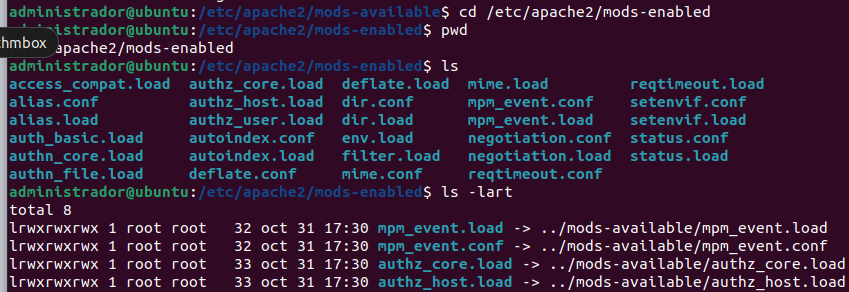 administrador@ubuntu:/etc/apache2/mods-available$ cd /etc/apache2/mods-enabled
administrador@ubuntu:/etc/apache2/mods-enabled$ pwd
hmbox
apache2/mods-enabled
administrador@ubuntu:/etc/apache2/mods-enabled$ ls
access_compat.load authz_core.load deflate.load mime.load reqtimeout.load
alias.conf authz_host.load dir.conf mpm_event.conf setenvif.conf
alias.load authz_user.load dir.load mpm_event.load setenvif.load
auth_basic.load autoindex.conf env.load negotiation.conf status.conf
authn_core.load autoindex.load filter.load negotiation.load status.load
authn_file.load deflate.conf mime.conf reqtimeout.conf
administrador@ubuntu:/etc/apache2/mods-enabled$ ls -lart
total 8
lrwxrwxrwx 1 root root 32 oct 31 17:30 mpm_event.load -> ../mods-available/mpm_event.load
lrwxrwxrwx 1 root root 32 oct 31 17:30 mpm_event.conf -> ../mods-available/mpm_event.conf
lrwxrwxrwx 1 root root 33 oct 31 17:30 authz_core.load -> ../mods-available/authz_core.load
lrwxrwxrwx 1 root root 33 oct 31 17:30 authz_host.load -> ../mods-available/authz_host.load